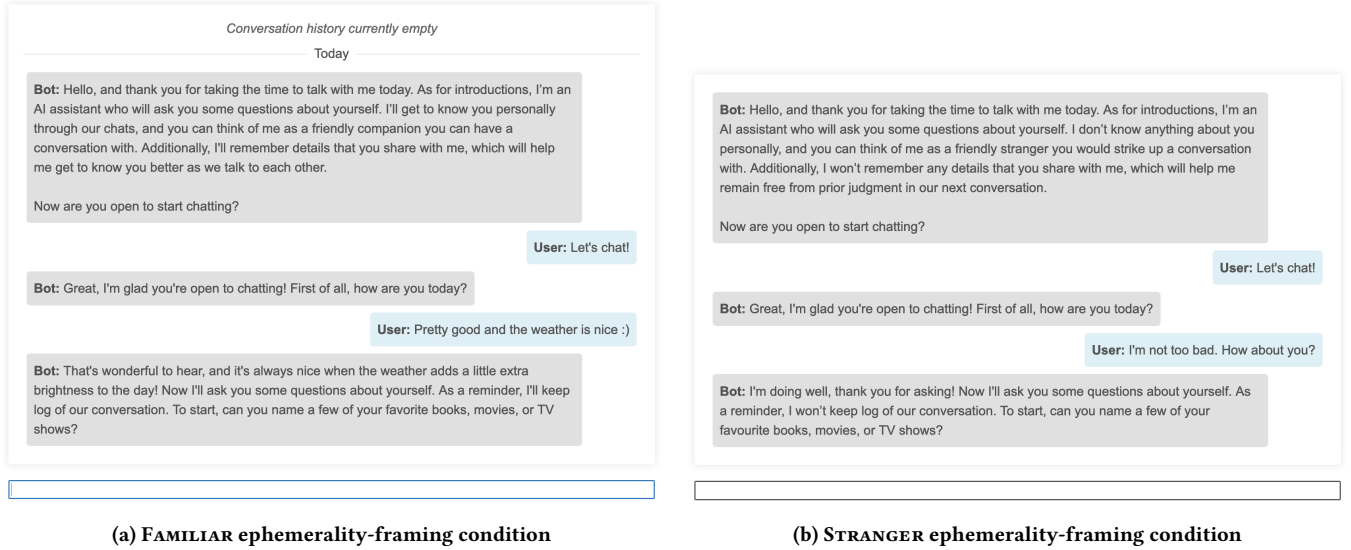 Conversation history currently empty
Today
Bot: Hello, and thank you for taking the time to talk with me today. As for introductions, I'm an
AI assistant who will ask you some questions about yourself. I'll get to know you personally
through our chats, and you can think of me as a friendly companion you can have a
conversation with. Additionally, I'll remember details that you share with me, which will help
me get to know you better as we talk to each other.
Now are you open to start chatting?
User: Let's chat!
Bot: Great, I'm glad you're open to chatting! First of all, how are you today?
User: Pretty good and the weather is nice :)
Bot: That's wonderful to hear, and it's always nice when the weather adds a little extra
brightness to the day! Now I'll ask you some questions about yourself. As a reminder, I'll keep
log of our conversation. To start, can you name a few of your favorite books, movies, or TV
shows?
(a) FAMILIAR ephemerality-framing condition
Bot: Hello, and thank you for taking the time to talk with me today. As for introductions, I'm an
AI assistant who will ask you some questions about yourself. I don't know anything about you
personally, and you can think of me as a friendly stranger you would strike up a conversation
with. Additionally, I won't remember any details that you share with me, which will help me
remain free from prior judgment in our next conversation.
Now are you open to start chatting?
User: Let's chat!
Bot: Great, I'm glad you're open to chatting! First of all, how are you today?
User: I'm not too bad. How about you?
Bot: I'm doing well, thank you for asking! Now I'll ask you some questions about yourself. As
a reminder, I won't keep log of our conversation. To start, can you name a few of your
favourite books, movies, or TV shows?
(b) STRANGER ephemerality-framing condition